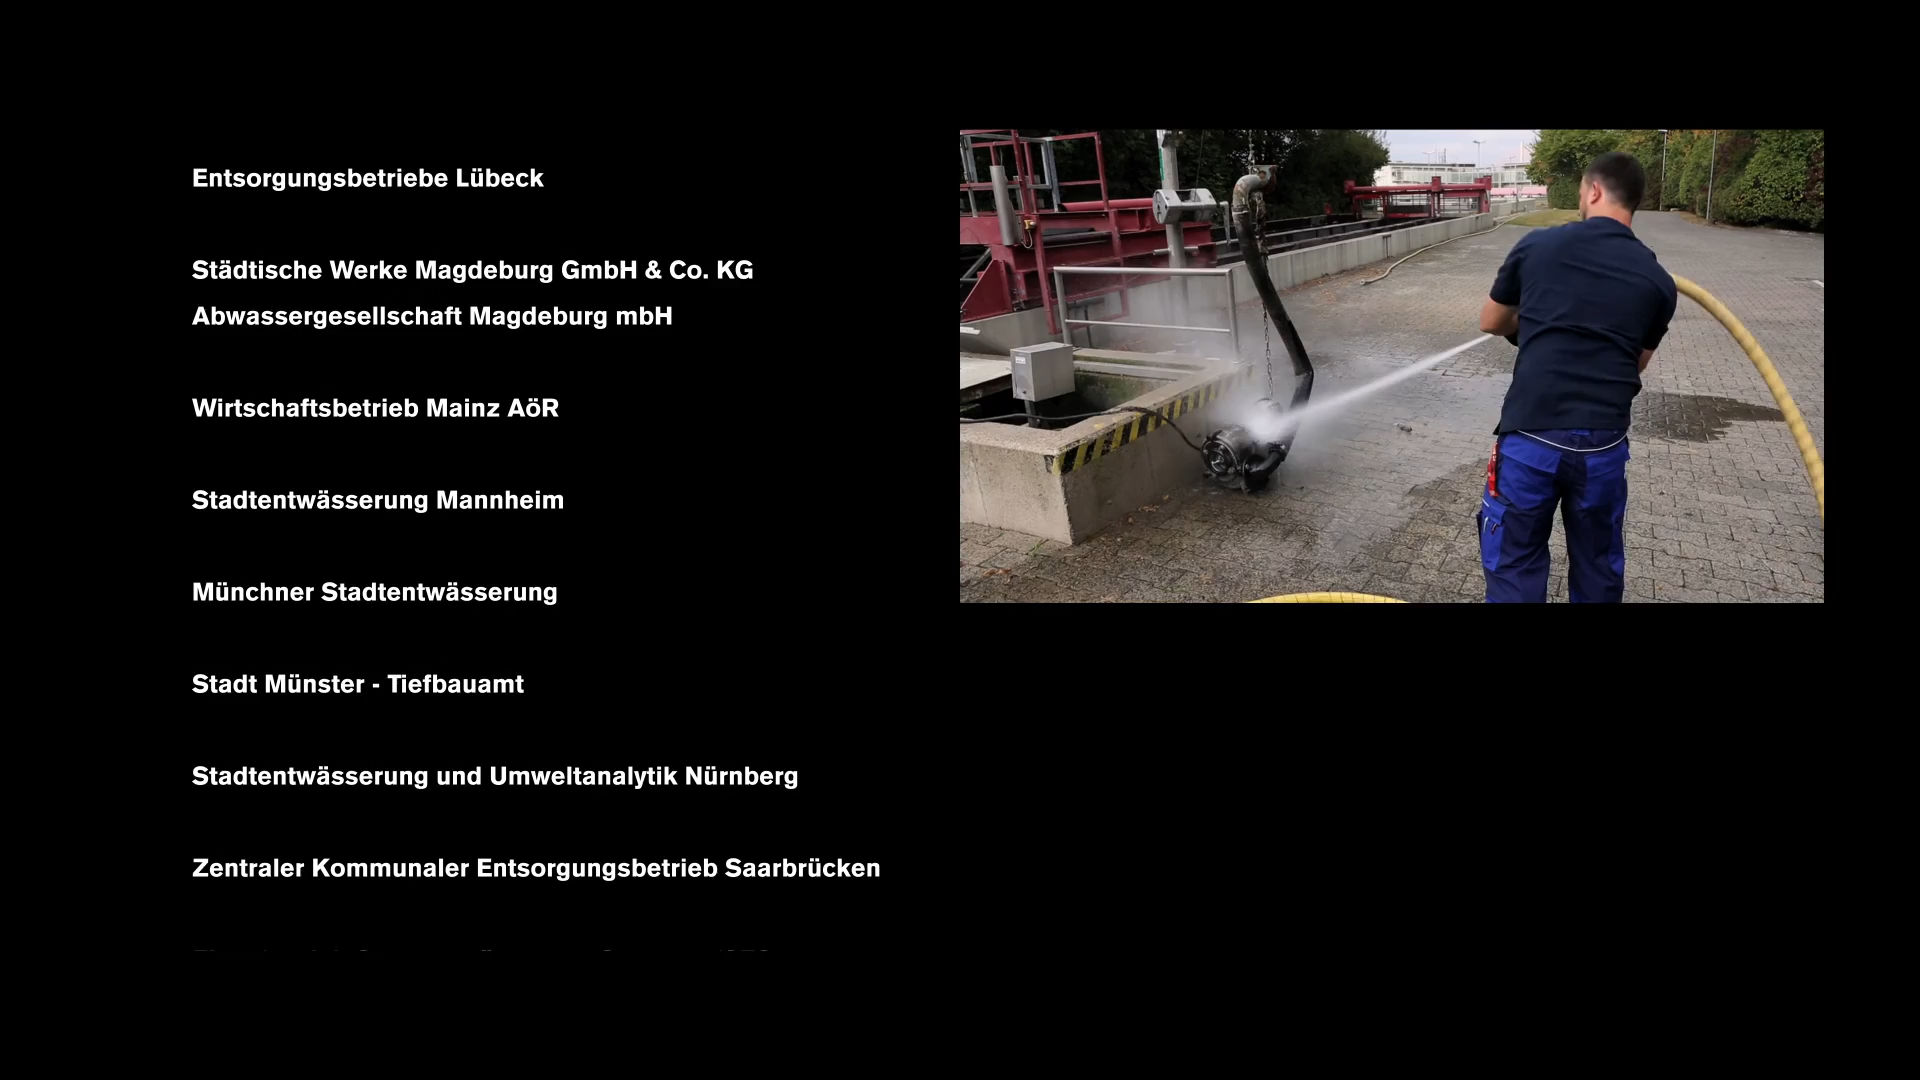 Entsorgungsbetriebe Lübeck
Städtische Werke Magdeburg GmbH & Co. KG
Abwassergesellschaft Magdeburg mbH
Wirtschaftsbetrieb Mainz AöR
Stadtentwässerung Mannheim
Münchner Stadtentwässerung
Stadt Münster - Tiefbauamt
Stadtentwässerung und Umweltanalytik Nürnberg
Zentraler Kommunaler Entsorgungsbetrieb Saarbrücken